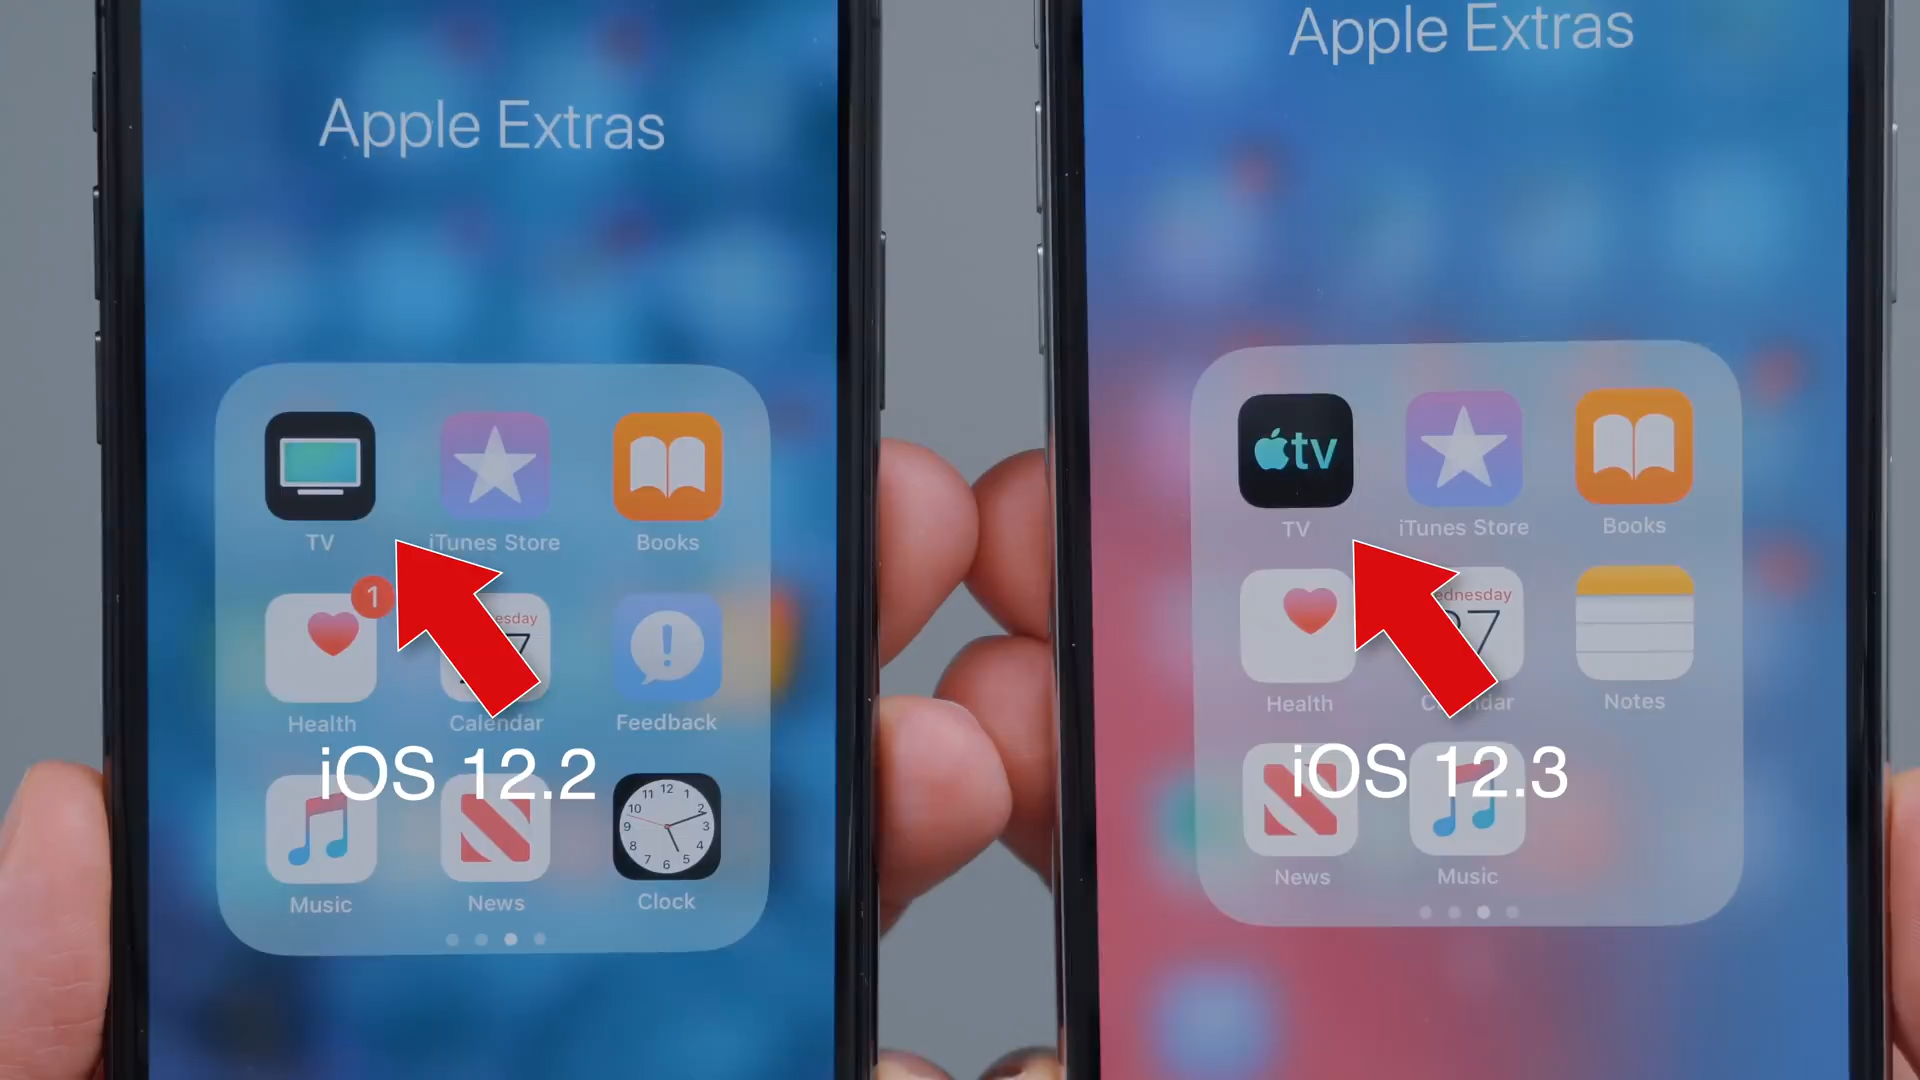 Apple Extras
TV
iTunes Store
Books
1
Health
Calendar
Feedback
iOS 12.2
12
1
2
3
4
5
6
7
8
9
10
11
Music
News
Clock
Apple Extras
tv
TV
iTunes Store
Books
Health
Notes
iOS 12.3
News
Music